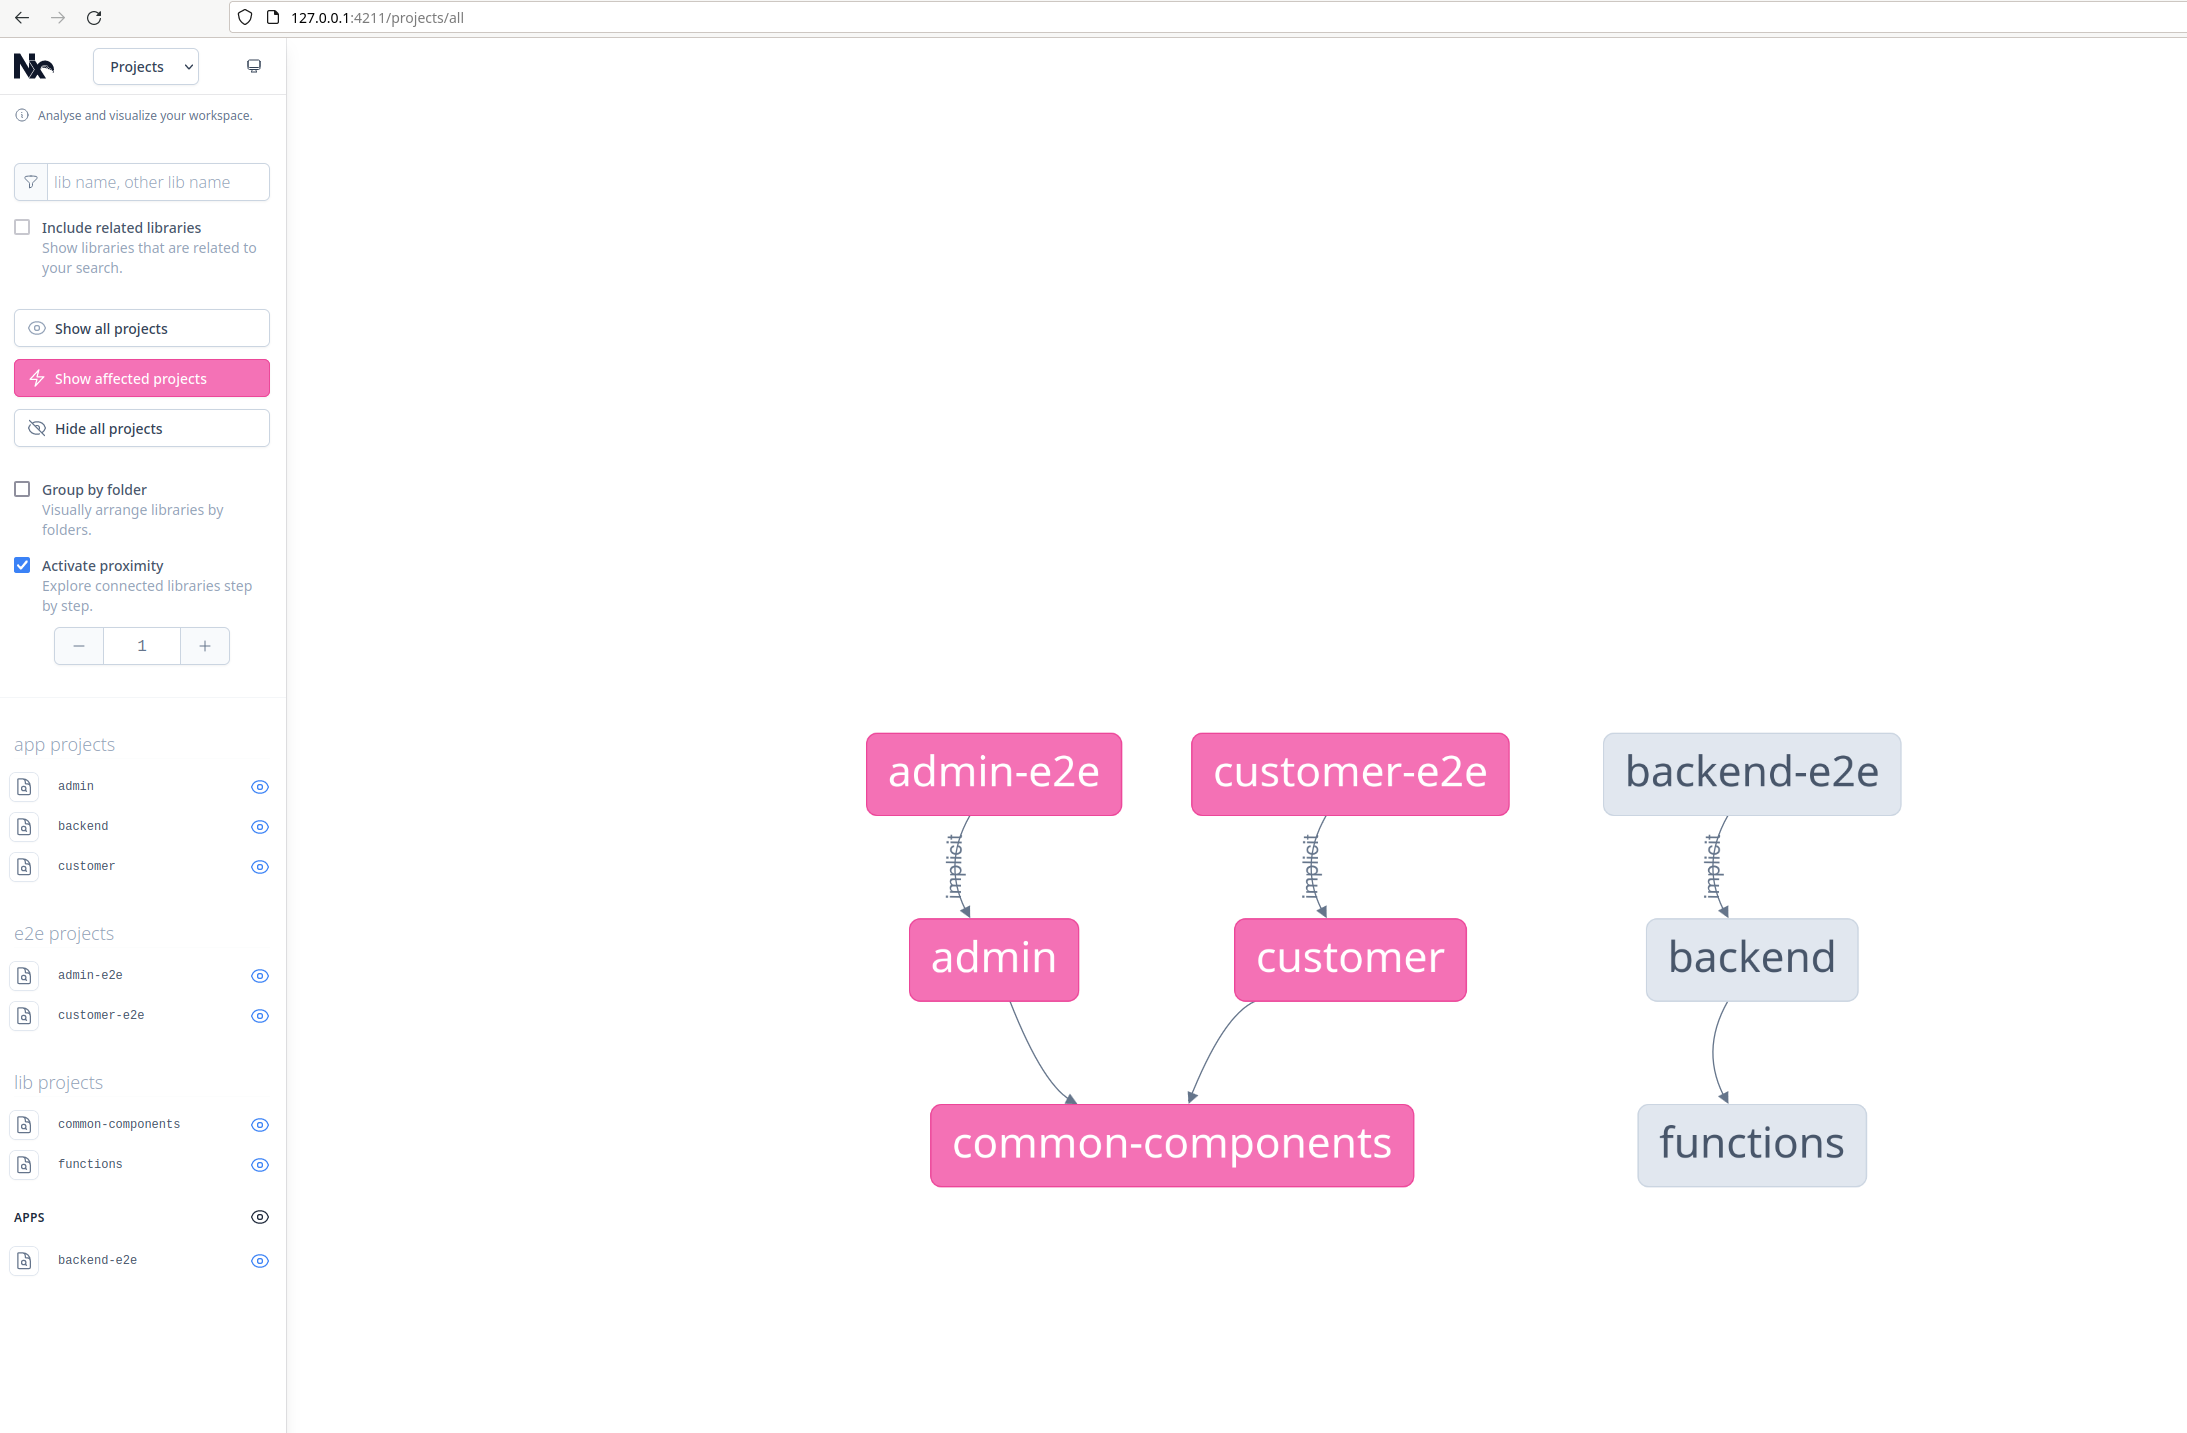 127.0.0.1:4211/projects/all
Nx
Projects
Analyse and visualize your workspace.
lib name, other lib name
Include related libraries
Show libraries that are related to
your search.
Show all projects
Show affected projects
Hide all projects
Group by folder
Visually arrange libraries by
folders.
Activate proximity
Explore connected libraries step
by step.
1
app projects
admin
backend
customer
e2e projects
admin-e2e
customer-e2e
lib projects
common-components
functions
APPS
backend-e2e
admin-e2e
customer-e2e
backend-e2e
implicit
implicit
implicit
admin
customer
backend
common-components
functions